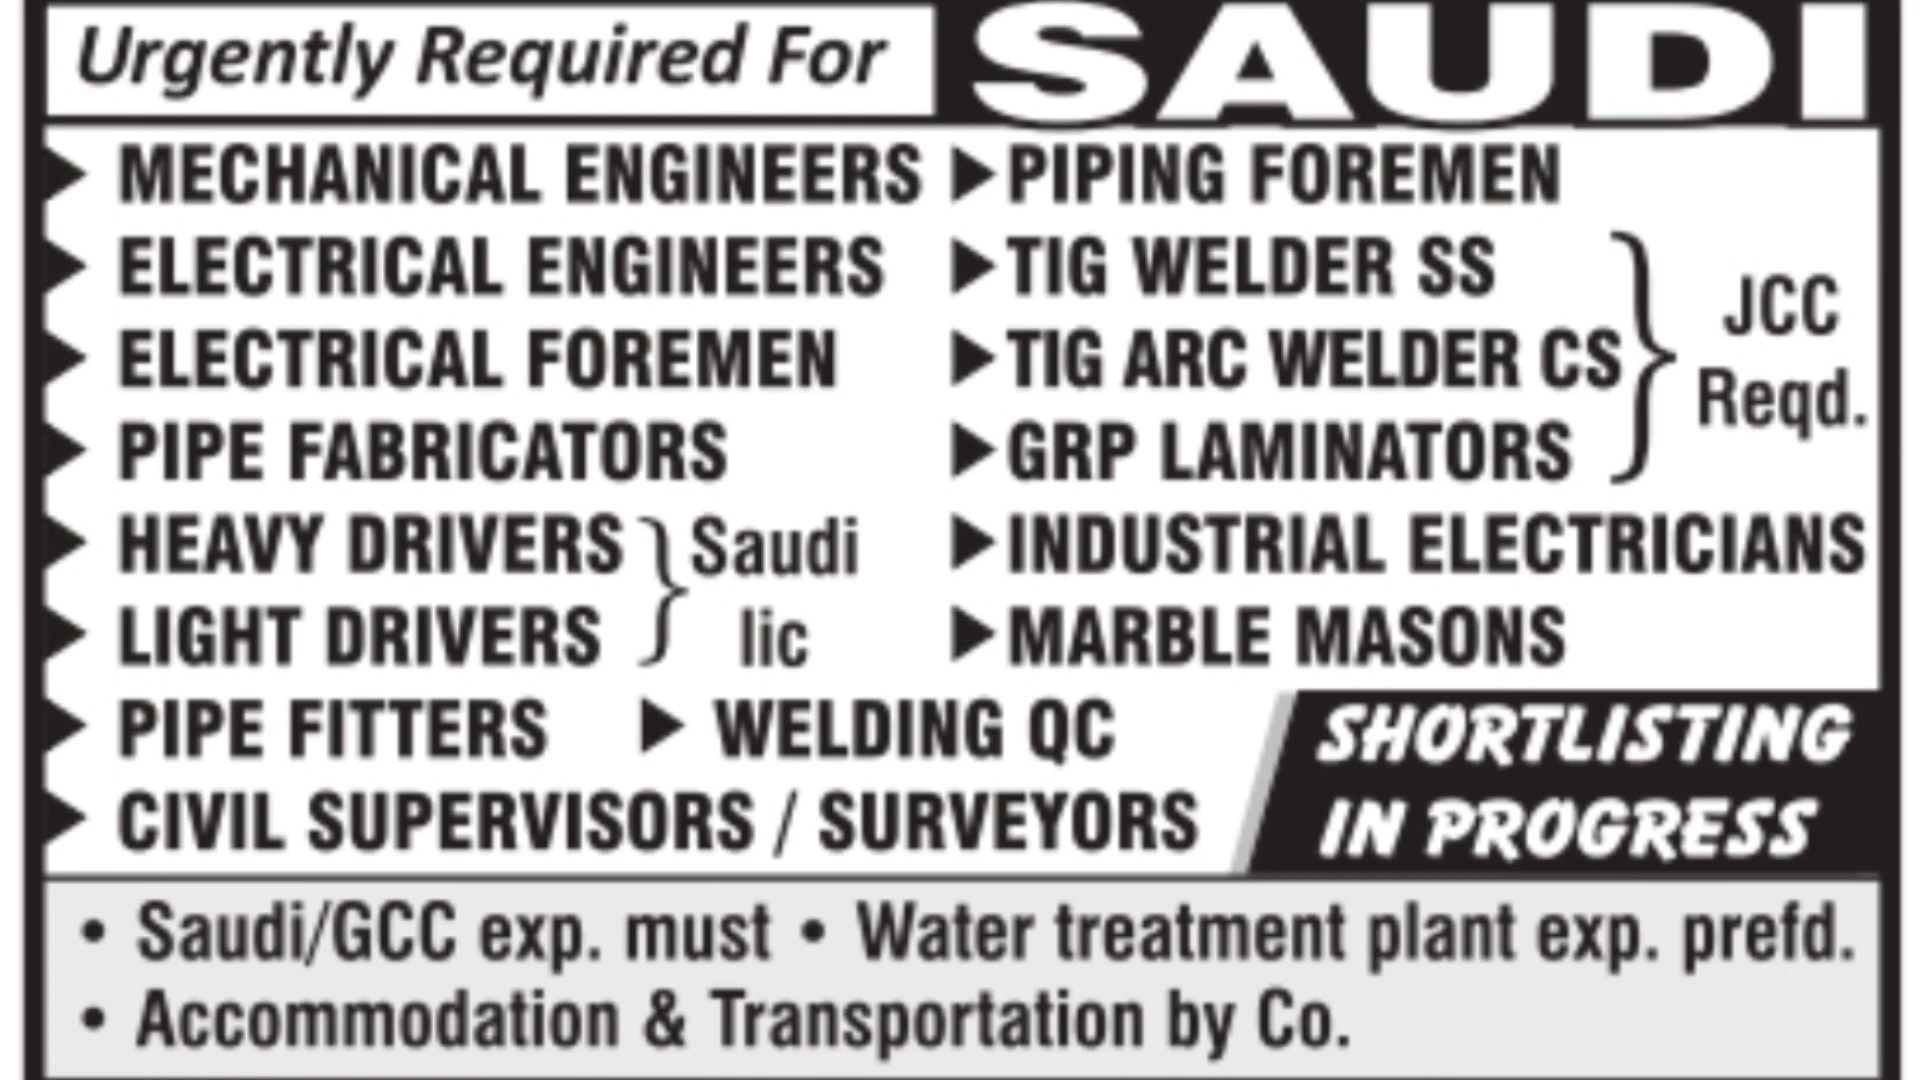 Urgently Required For SAUDI
MECHANICAL ENGINEERS
ELECTRICAL ENGINEERS
ELECTRICAL FOREMEN
PIPE FABRICATORS
HEAVY DRIVERS
LIGHT DRIVERS
Saudi
lic
PIPING FOREMEN
TIG WELDER SS
TIG ARC WELDER CS
GRP LAMINATORS
JCC
Reqd.
INDUSTRIAL ELECTRICIANS
MARBLE MASONS
PIPE FITTERS ▶ WELDING QC
CIVIL SUPERVISORS / SURVEYORS
SHORTLISTING
IN PROGRESS
• Saudi/GCC exp. must • Water treatment plant exp. prefd.
• Accommodation & Transportation by Co.